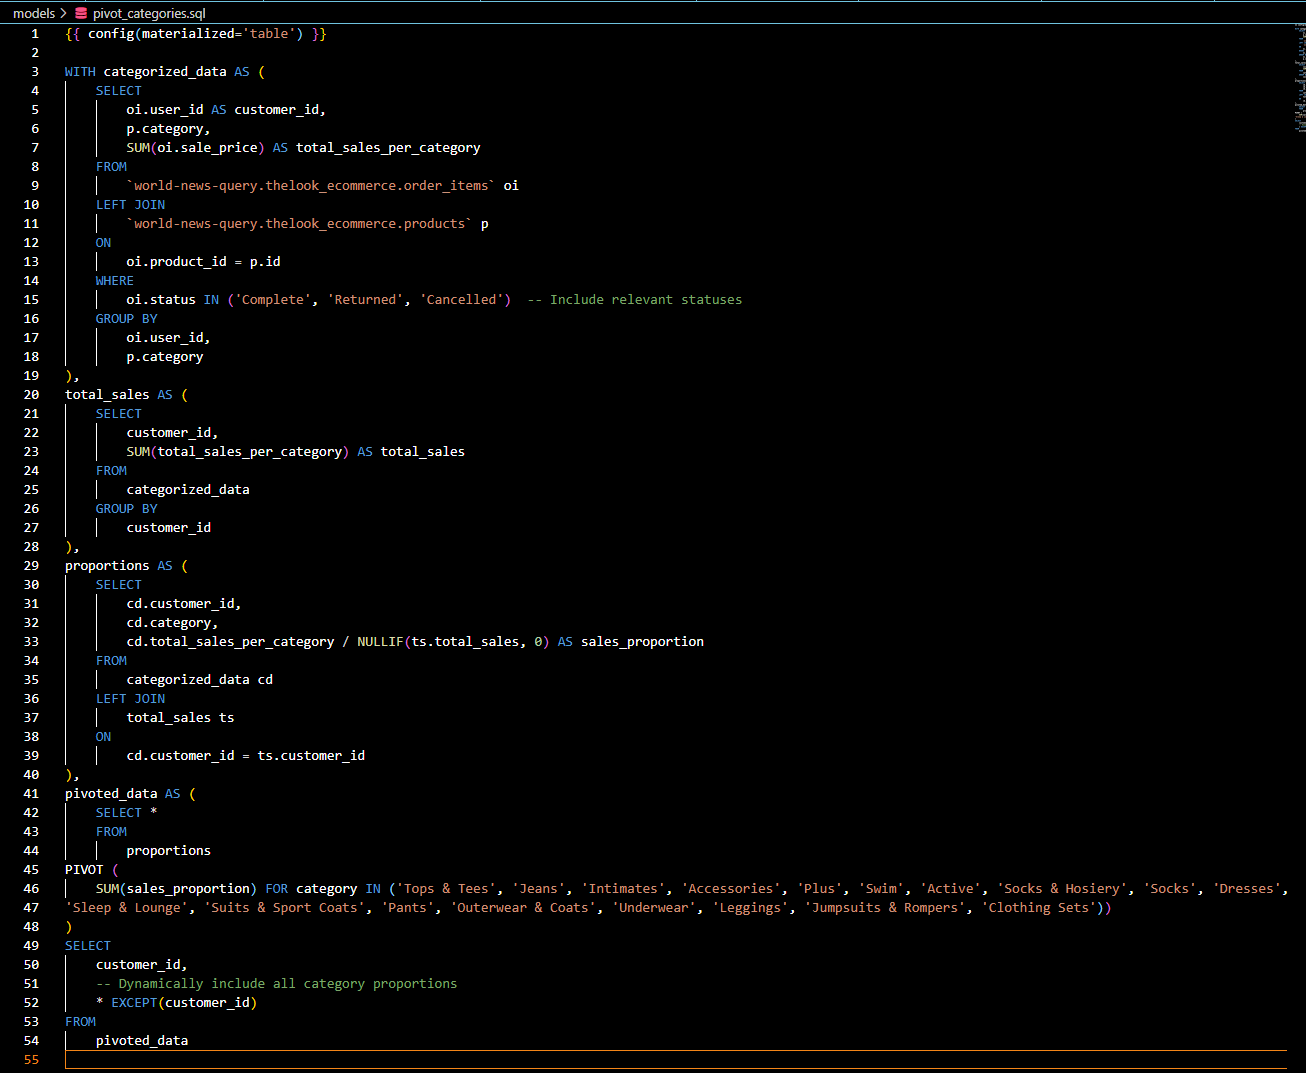 models > pivot_categories.sql
1 {{ config(materialized='table') }}
2
3 WITH categorized_data AS (
4 SELECT
5 oi.user_id AS customer_id,
6 p.category,
7 SUM(oi.sale_price) AS total_sales_per_category
8 FROM
9 `world-news-query.thelook_ecommerce.order_items` oi
10 LEFT JOIN
11 `world-news-query.thelook_ecommerce.products` p
12 ON
13 oi.product_id = p.id
14 WHERE
15 oi.status IN ('Complete', 'Returned', 'Cancelled')  -- Include relevant statuses
16 GROUP BY
17 oi.user_id,
18 p.category
19 ),
20 total_sales AS (
21 SELECT
22 customer_id,
23 SUM(total_sales_per_category) AS total_sales
24 FROM
25 categorized_data
26 GROUP BY
27 customer_id
28 ),
29 proportions AS (
30 SELECT
31 cd.customer_id,
32 cd.category,
33 cd.total_sales_per_category / NULLIF(ts.total_sales, 0) AS sales_proportion
34 FROM
35 categorized_data cd
36 LEFT JOIN
37 total_sales ts
38 ON
39 cd.customer_id = ts.customer_id
40 ),
41 pivoted_data AS (
42 SELECT *
43 FROM
44 proportions
45 PIVOT (
46 SUM(sales_proportion) FOR category IN ('Tops & Tees', 'Jeans', 'Intimates', 'Accessories', 'Plus', 'Swim', 'Active', 'Socks & Hosiery', 'Socks', 'Dresses',
47 'Sleep & Lounge', 'Suits & Sport Coats', 'Pants', 'Outerwear & Coats', 'Underwear', 'Leggings', 'Jumpsuits & Rompers', 'Clothing Sets'))
48 )
49 SELECT
50 customer_id,
51 -- Dynamically include all category proportions
52 * EXCEPT(customer_id)
53 FROM
54 pivoted_data
55